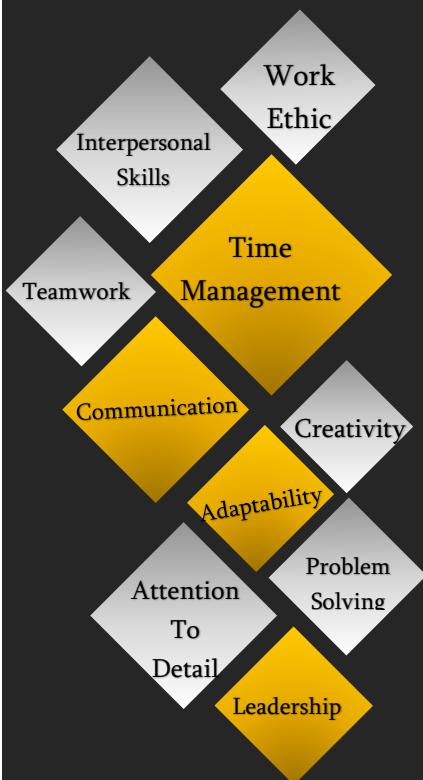 Work
Ethic
Interpersonal
Skills
Time
Management
Teamwork
Communication
Creativity
Adaptability
Problem
Solving
Attention
To
Detail
Leadership